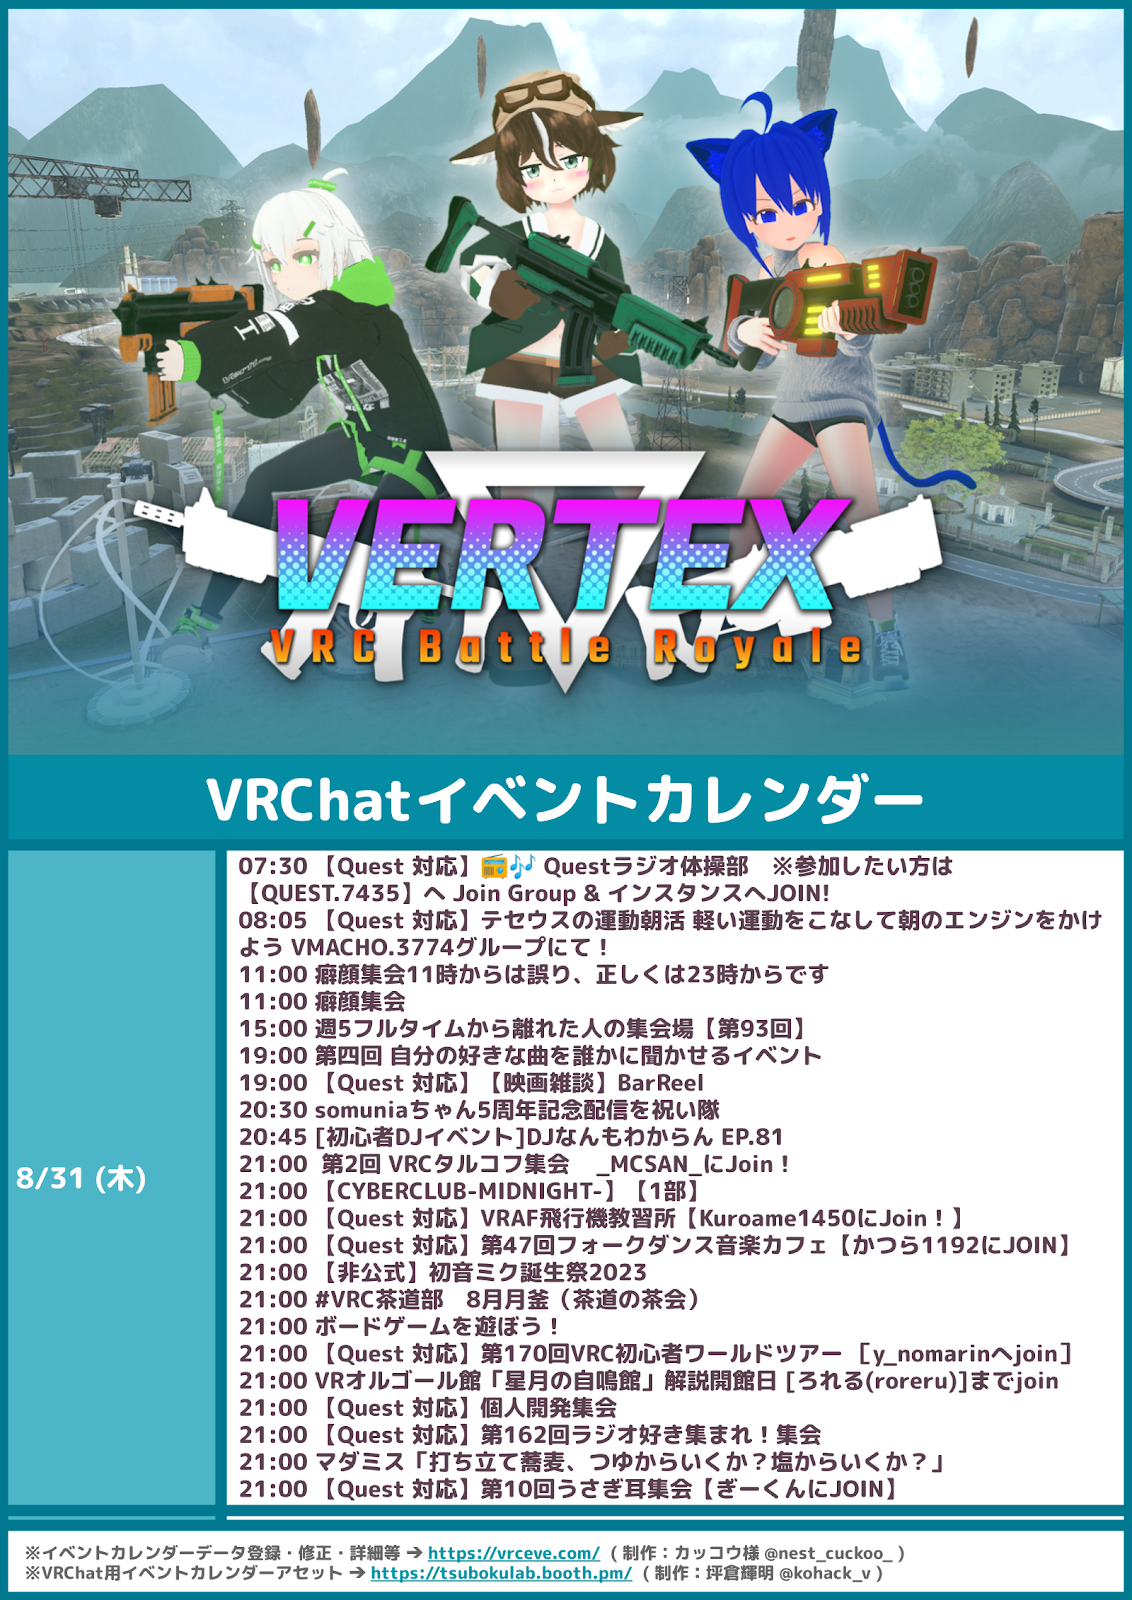 VERTEX
VRC Battle Royale
VRChatイベントカレンダー
8/31 (木)
07:30 【Quest 対応】📻🎶 Questラジオ体操部　※参加したい方は
【QUEST.7435】へ Join Group & インスタンスへJOIN!
08:05 【Quest 対応】テセウスの運動朝活 軽い運動をこなして朝のエンジンをかけ
よう VMACHO.3774グループにて！
11:00 癖顔集会11時からは誤り、正しくは23時からです
11:00 癖顔集会
15:00 週5フルタイムから離れた人の集会場【第93回】
19:00 第四回 自分の好きな曲を誰かに聞かせるイベント
19:00 【Quest 対応】【映画雑談】BarReel
20:30 somuniaちゃん5周年記念配信を祝い隊
20:45 [初心者DJイベント]DJなんもわからん EP.81
21:00 第2回 VRCタルコフ集会　_MCSAN_にJoin！
21:00 【CYBERCLUB-MIDNIGHT-】【1部】
21:00 【Quest 対応】VRAF飛行機教習所【Kuroame1450にJoin！】
21:00 【Quest 対応】第47回フォークダンス音楽カフェ【かつら1192にJOIN】
21:00 【非公式】初音ミク誕生祭2023
21:00 #VRC茶道部　8月月釜（茶道の茶会）
21:00 ボードゲームを遊ぼう！
21:00 【Quest 対応】第170回VRC初心者ワールドツアー ［y_nomarinへjoin］
21:00 VRオルゴール館「星月の自鳴館」解説開館日 [ろれる(roreru)]までjoin
21:00 【Quest 対応】個人開発集会
21:00 【Quest 対応】第162回ラジオ好き集まれ！集会
21:00 マダミス「打ち立て蕎麦、つゆからいくか？塩からいくか？」
21:00 【Quest 対応】第10回うさぎ耳集会【ぎーくんにJOIN】
※イベントカレンダーデータ登録・修正・詳細等 ➔ https://vrceve.com/ （制作：カッコウ様 @nest_cuckoo_ ）
※VRChat用イベントカレンダーアセット ➔ https://tsubokulab.booth.pm/ （制作：坪倉輝明 @kohack_v ）